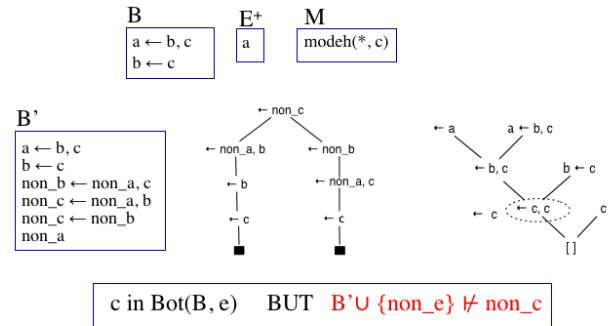 B
E+
M
a ← b, c
b ← c
a
modeh(*, c)
B'
a ← b, c
b ← c
non_b ← non_a, c
non_c ← non_a, b
non_c ← non_b
non_a
← non_c
← non_a, b
← non_b
← b
← non_a, c
← c
← c
← a
a ← b, c
← b, c
b ← c
← c
← c, c
c
[ ]
c in Bot(B, e) BUT B'∪ {non_e} ⊬ non_c